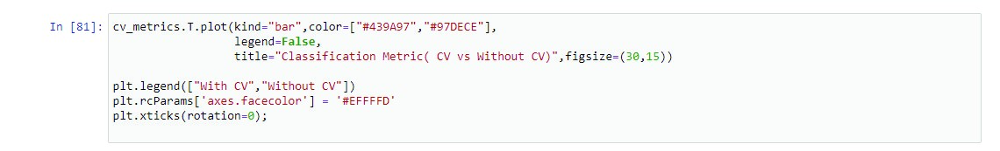 In [81]: cv_metrics.T.plot(kind="bar",color=["#439A97","#97DECE"],
legend=False,
title="Classification Metric( CV vs Without CV)",figsize=(30,15))
plt.legend(["With CV","Without CV"])
plt.rcParams['axes.facecolor'] = '#EFFFFD'
plt.xticks(rotation=0);